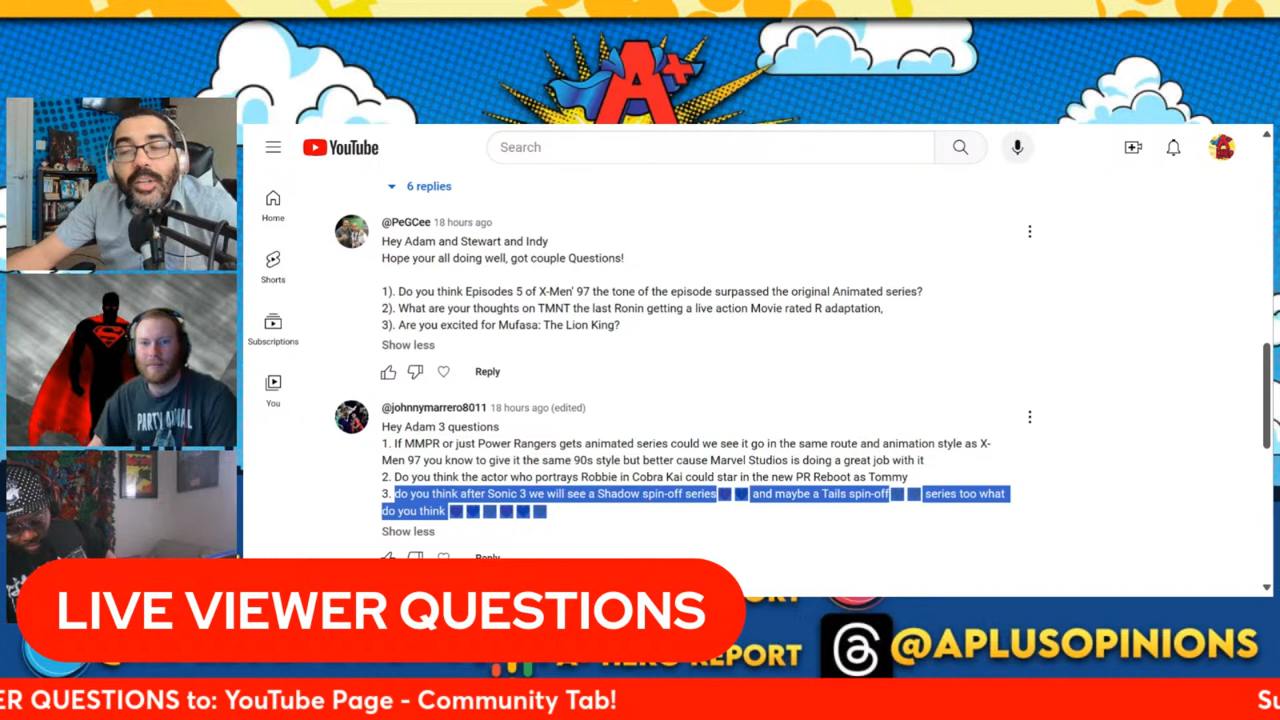 A+
YouTube
Search
Home
Shorts
Subscriptions
You
6 replies
@PeGCee 18 hours ago
Hey Adam and Stewart and Indy
Hope your all doing well, got couple Questions!
1). Do you think Episodes 5 of X-Men' 97 the tone of the episode surpassed the original Animated series?
2). What are your thoughts on TMNT the last Ronin getting a live action Movie rated R adaptation,
3). Are you excited for Mufasa: The Lion King?
Show less
Reply
@johnnymarrero8011 18 hours ago (edited)
Hey Adam 3 questions
1. If MMPR or just Power Rangers gets animated series could we see it go in the same route and animation style as X-
Men 97 you know to give it the same 90s style but better cause Marvel Studios is doing a great job with it
2. Do you think the actor who portrays Robbie in Cobra Kai could star in the new PR Reboot as Tommy
3. do you think after Sonic 3 we will see a Shadow spin-off series and maybe a Tails spin-off series too what
do you think
Show less
Reply
PARTY ANIMAL
LIVE VIEWER QUESTIONS
REPORT
@APLUSOPINIONS
ER QUESTIONS to: YouTube Page - Community Tab!
Su